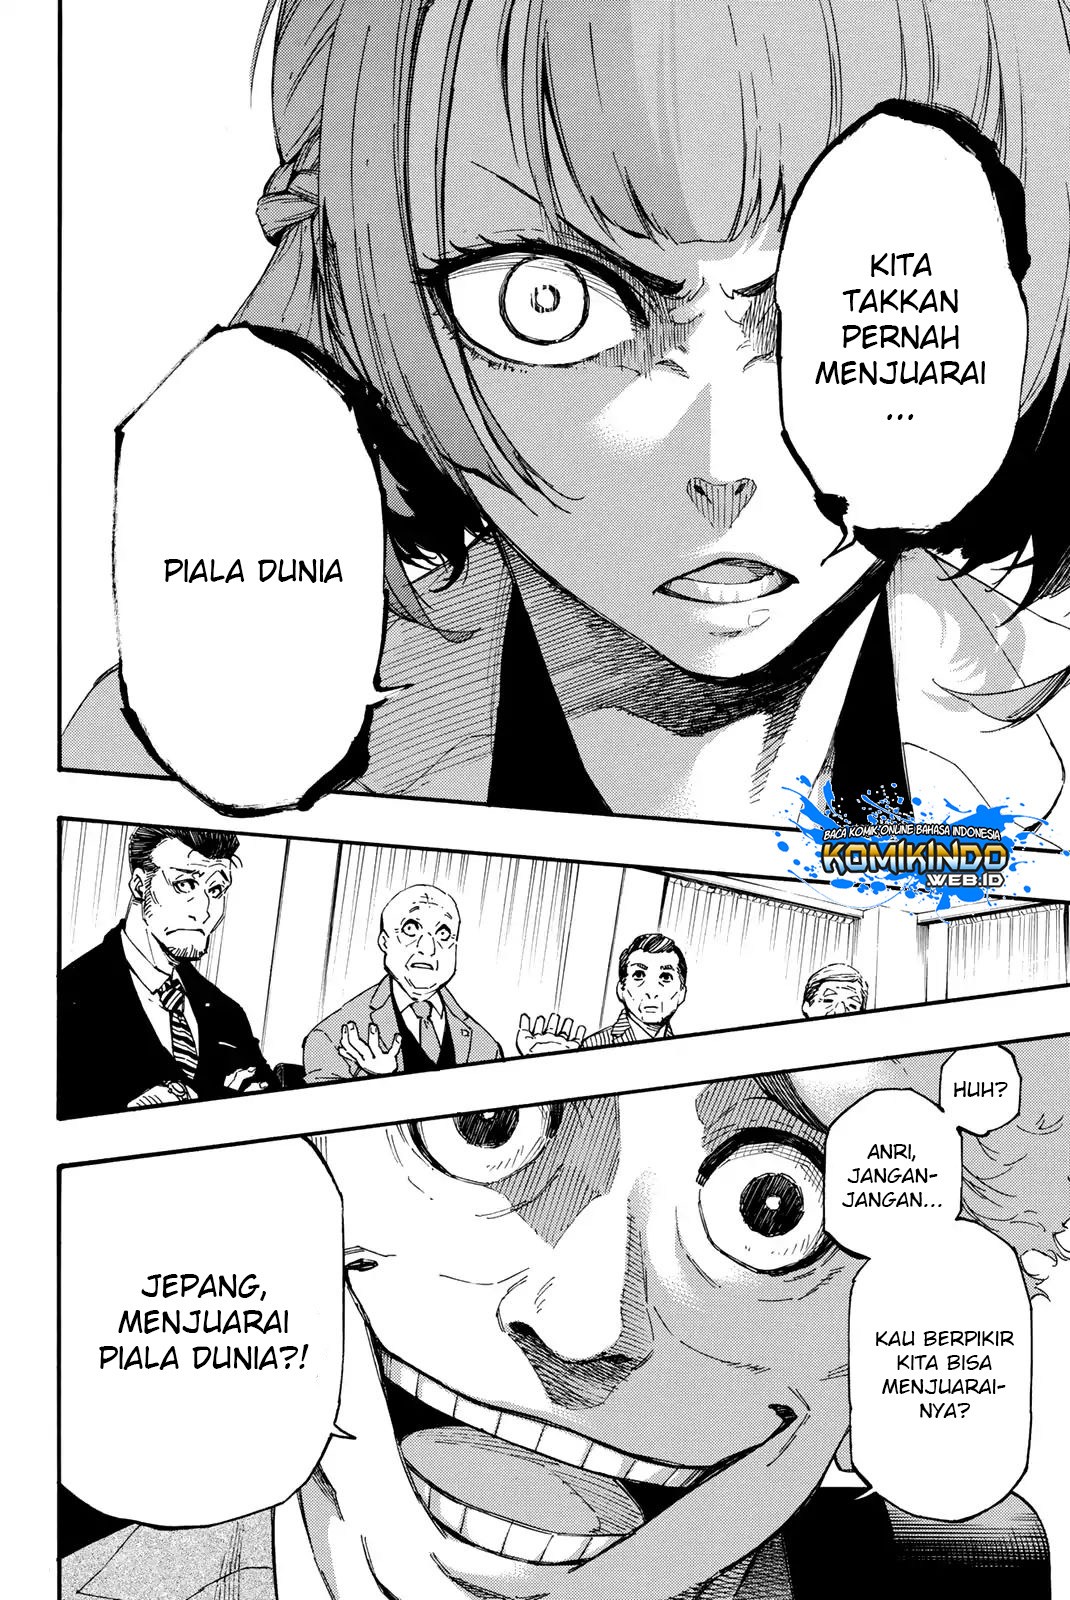 KITA
TAKKAN
PERNAH
MENJUARAI
...
PIALA DUNIA
BACA KOMIK ONLINE BAHASA INDONESIA
KOMIKINDO
WEB.ID
HUH?
ANRI,
JANGAN-
JANGAN...
KAU BERPIKIR
KITA BISA
MENJUARAI-
NYA?
JEPANG,
MENJUARAI
PIALA DUNIA?!